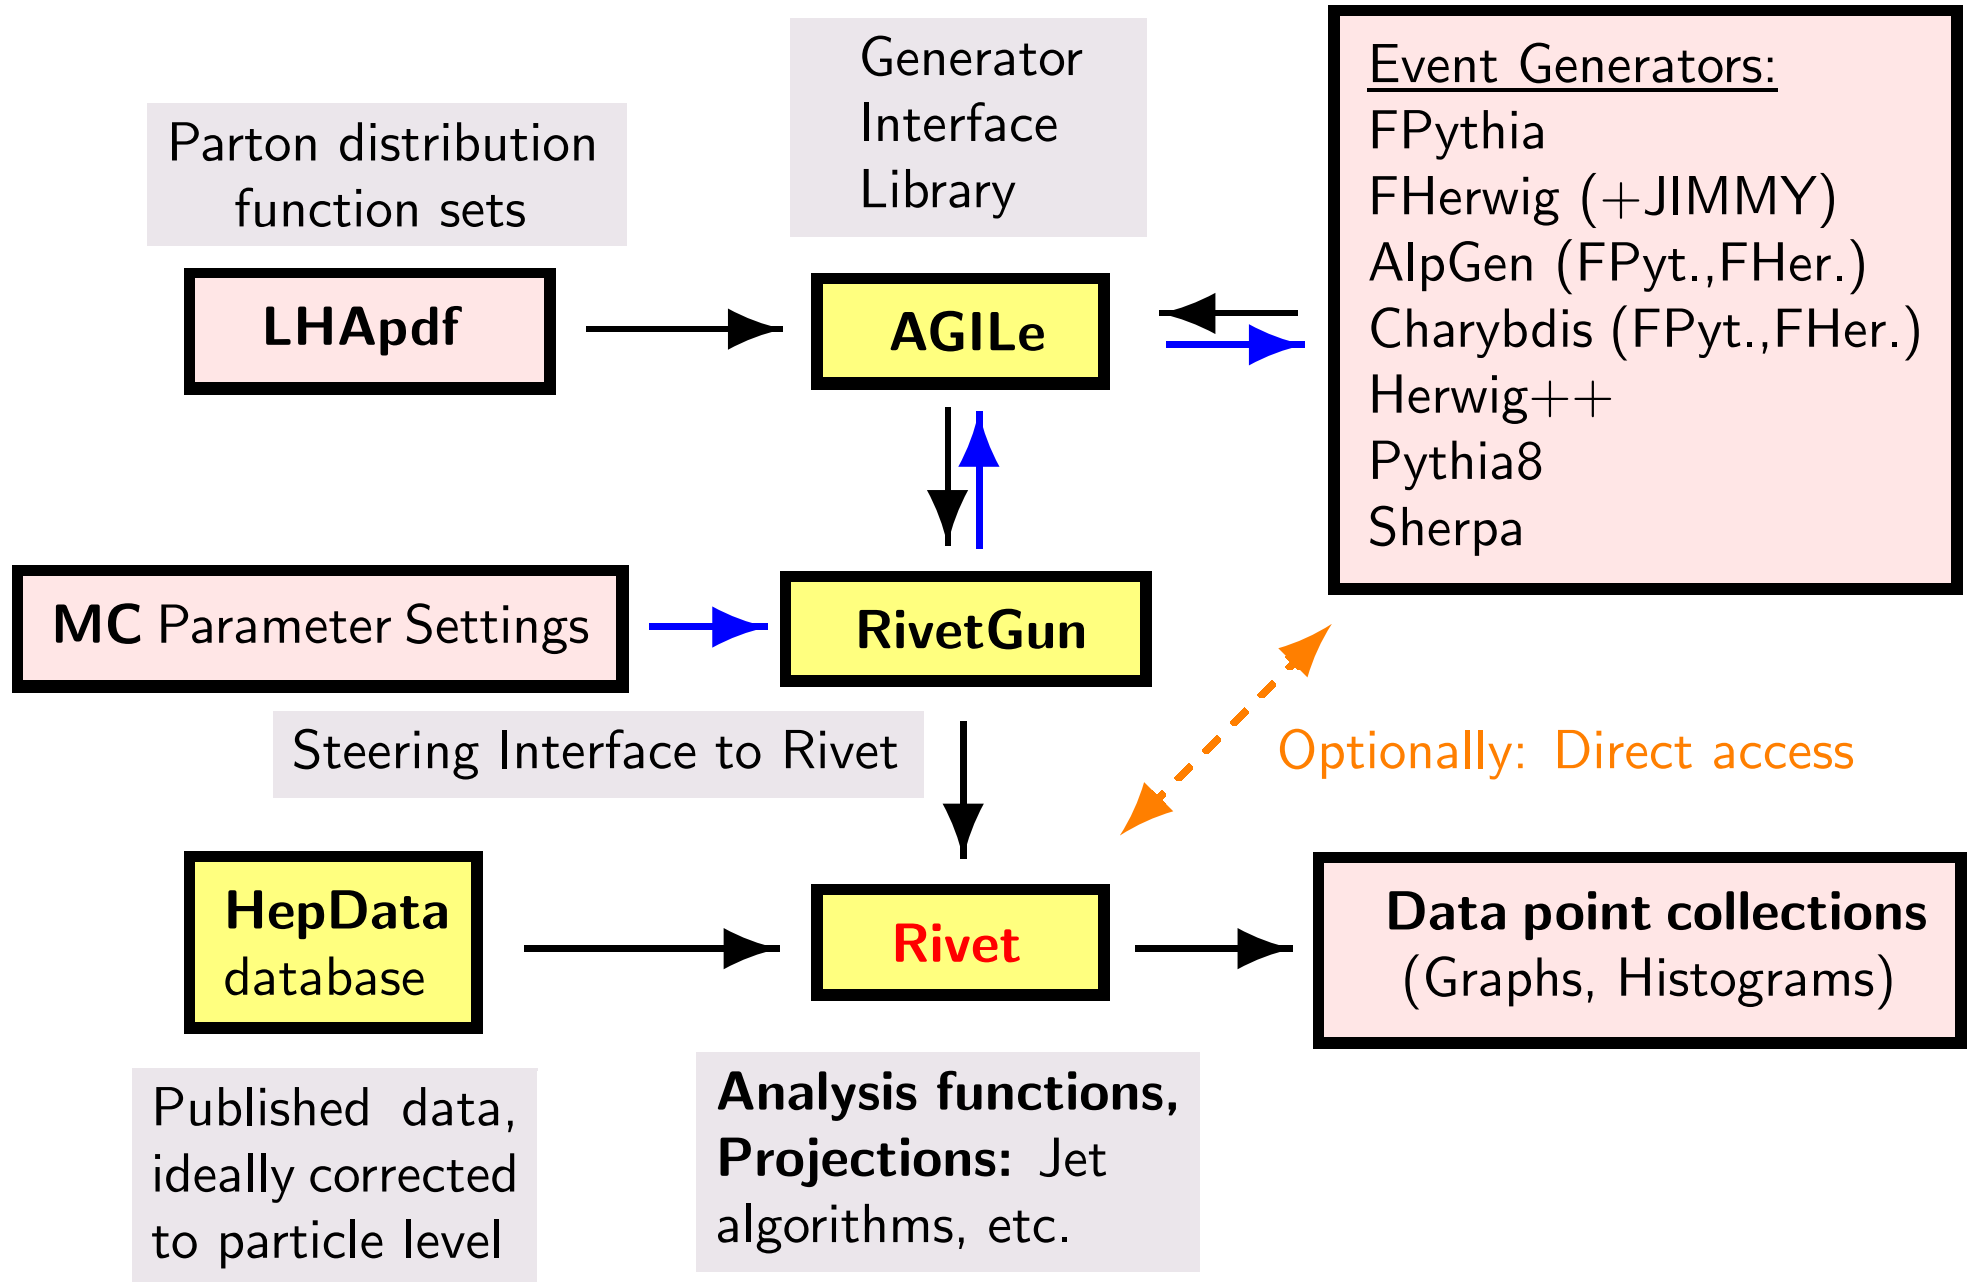 Parton distribution
function sets
LHApdf
Generator
Interface
Library
AGILe
Event Generators:
FPythia
FHerwig (+JIMMY)
AlpGen (FPyt.,FHer.)
Charybdis (FPyt.,FHer.)
Herwig++
Pythia8
Sherpa
MC Parameter Settings
RivetGun
Steering Interface to Rivet
Optionally: Direct access
HepData
database
Rivet
Data point collections
(Graphs, Histograms)
Published data,
ideally corrected
to particle level
Analysis functions,
Projections: Jet
algorithms, etc.